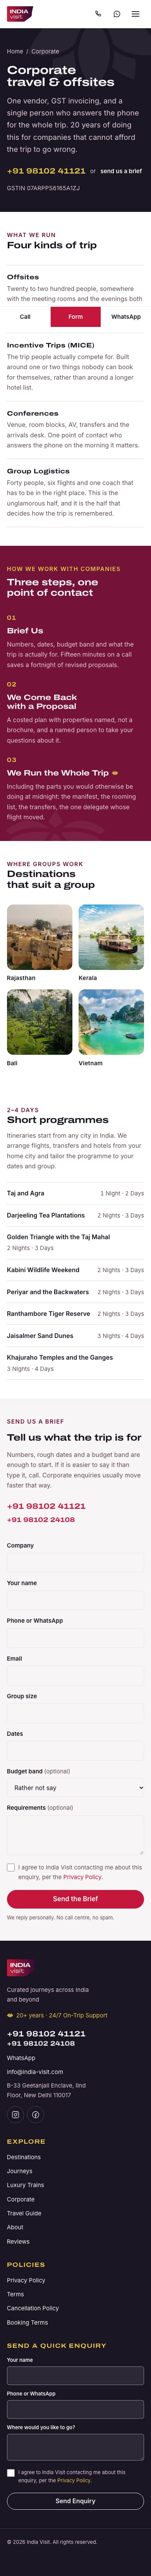 INDIA
visit
Home / Corporate
Corporate
travel & offsites
One vendor, GST invoicing, and a
single person who answers the phone
for the whole trip. 20 years of doing
this for companies that cannot afford
the trip to go wrong.
+91 98102 41121 or send us a brief
GSTIN 07ARPPS6165A1ZJ
WHAT WE RUN
Four kinds of trip
Offsites
Twenty to two hundred people, somewhere
with the meeting rooms and the evenings both
Call Form WhatsApp
Incentive Trips (MICE)
The trip people actually compete for. Built
around one or two things nobody can book
for themselves, rather than around a longer
hotel list.
Conferences
Venue, room blocks, AV, transfers and the
arrivals desk. One point of contact who
answers the phone on the morning it matters.
Group Logistics
Forty people, six flights and one coach that
has to be in the right place. This is the
unglamorous half, and it is the half that
decides how the trip is remembered.
HOW WE WORK WITH COMPANIES
Three steps, one
point of contact
01
Brief Us
Numbers, dates, budget band and what the
trip is actually for. Fifteen minutes on a call
saves a fortnight of revised proposals.
02
We Come Back
with a Proposal
A costed plan with properties named, not a
brochure, and a named person to take your
questions about it.
03
We Run the Whole Trip
Including the parts you would otherwise be
doing at midnight: the manifest, the rooming
list, the transfers, the one delegate whose
flight moved.
WHERE GROUPS WORK
Destinations
that suit a group
Rajasthan
Kerala
Bali
Vietnam
2–4 DAYS
Short programmes
Itineraries start from any city in India. We
arrange flights, transfers and hotels from your
own time to city, and can customise to your
dates and group.
Taj and Agra 1 Night · 2 Days
Darjeeling Tea Plantations 2 Nights · 3 Days
Golden Triangle with the Taj Mahal
2 Nights · 3 Days
Kabini Wildlife Weekend 2 Nights · 3 Days
Periyar and the Backwaters 2 Nights · 3 Days
Ranthambore Tiger Reserve 2 Nights · 3 Days
Jaisalmer Sand Dunes 3 Nights · 4 Days
Khajuraho Temples and the Ganges
3 Nights · 4 Days
SEND US A BRIEF
Tell us what the trip is for
Numbers, rough dates and a budget band are
enough to start. If it is easier to say it than
type it, call. Corporate enquiries usually move
faster that way.
+91 98102 41121
+91 98102 24108
Company
Your name
Phone or WhatsApp
Email
Group size
Dates
Budget band (optional)
Rather not say
Requirements (optional)
I agree to India Visit contacting me about this
enquiry, per the Privacy Policy.
Send the Brief
We reply personally. No call centre, no spam.
INDIA
visit
Curated journeys across India
and beyond
20+ years · 24/7 On-Trip Support
+91 98102 41121
+91 98102 24108
WhatsApp
info@india-visit.com
B-33 Geetanjali Enclave, IInd
Floor, New Delhi 110017
EXPLORE
Destinations
Journeys
Luxury Trains
Corporate
Travel Guide
About
Reviews
POLICIES
Privacy Policy
Terms
Cancellation Policy
Booking Terms
SEND A QUICK ENQUIRY
Your name
Phone or WhatsApp
Where would you like to go?
I agree to India Visit contacting me about this
enquiry, per the Privacy Policy.
Send Enquiry
© 2026 India Visit. All rights reserved.